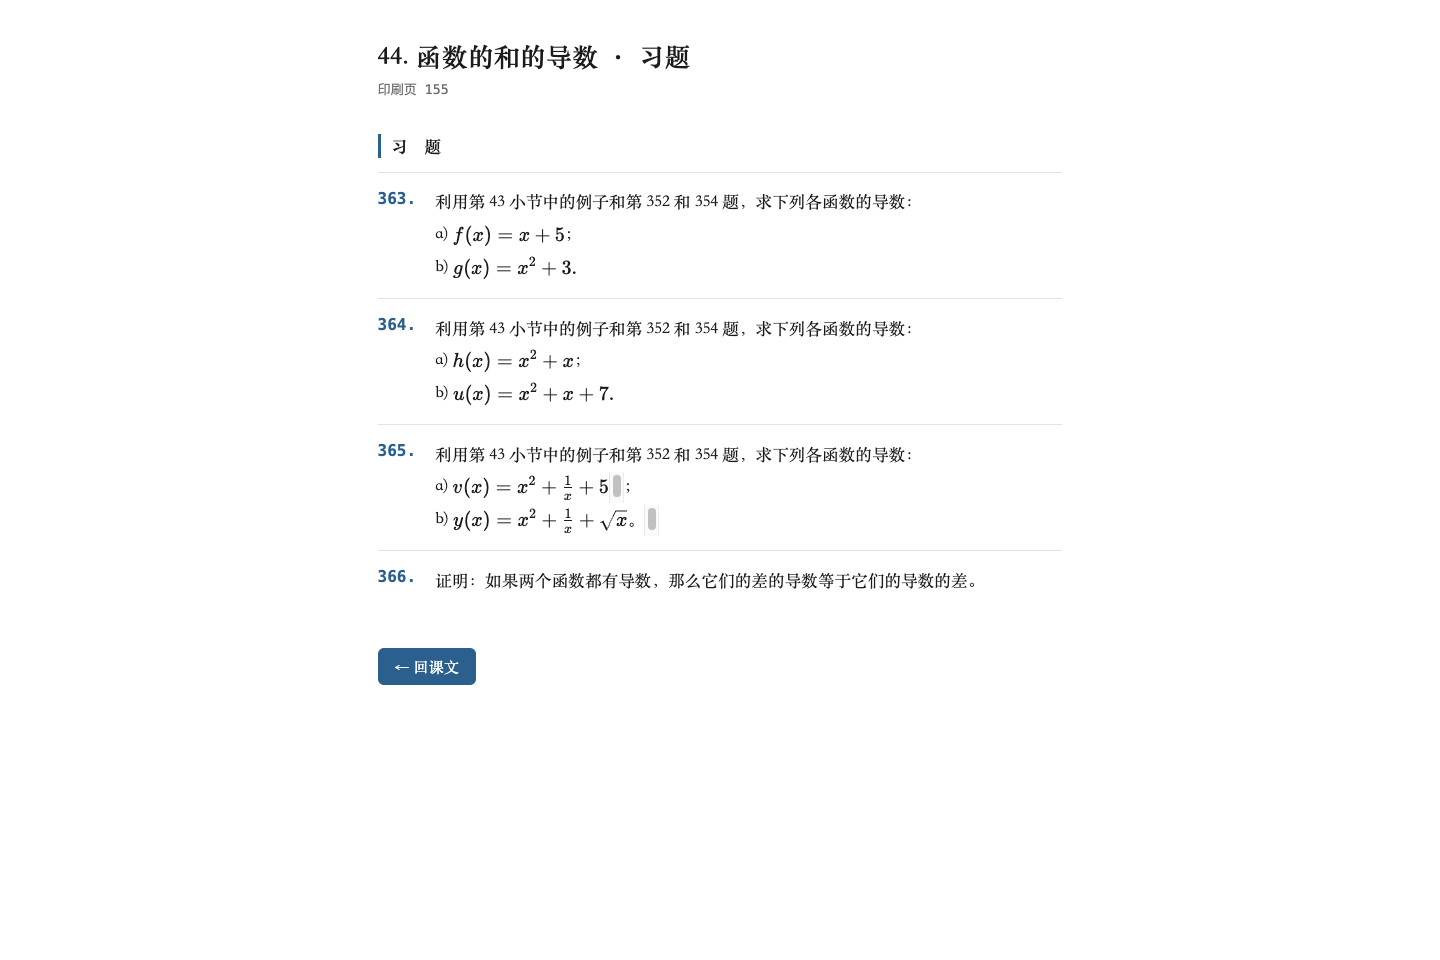 44. 函数的和的导数 · 习题
印刷页 155
习 题
363. 利用第 43 小节中的例子和第 352 和 354 题，求下列各函数的导数：
a) f(x) = x + 5；
b) g(x) = x² + 3.
364. 利用第 43 小节中的例子和第 352 和 354 题，求下列各函数的导数：
a) h(x) = x² + x；
b) u(x) = x² + x + 7.
365. 利用第 43 小节中的例子和第 352 和 354 题，求下列各函数的导数：
a) v(x) = x² + 1/x + 5；
b) y(x) = x² + 1/x + √x。
366. 证明：如果两个函数都有导数，那么它们的差的导数等于它们的导数的差。
← 回课文